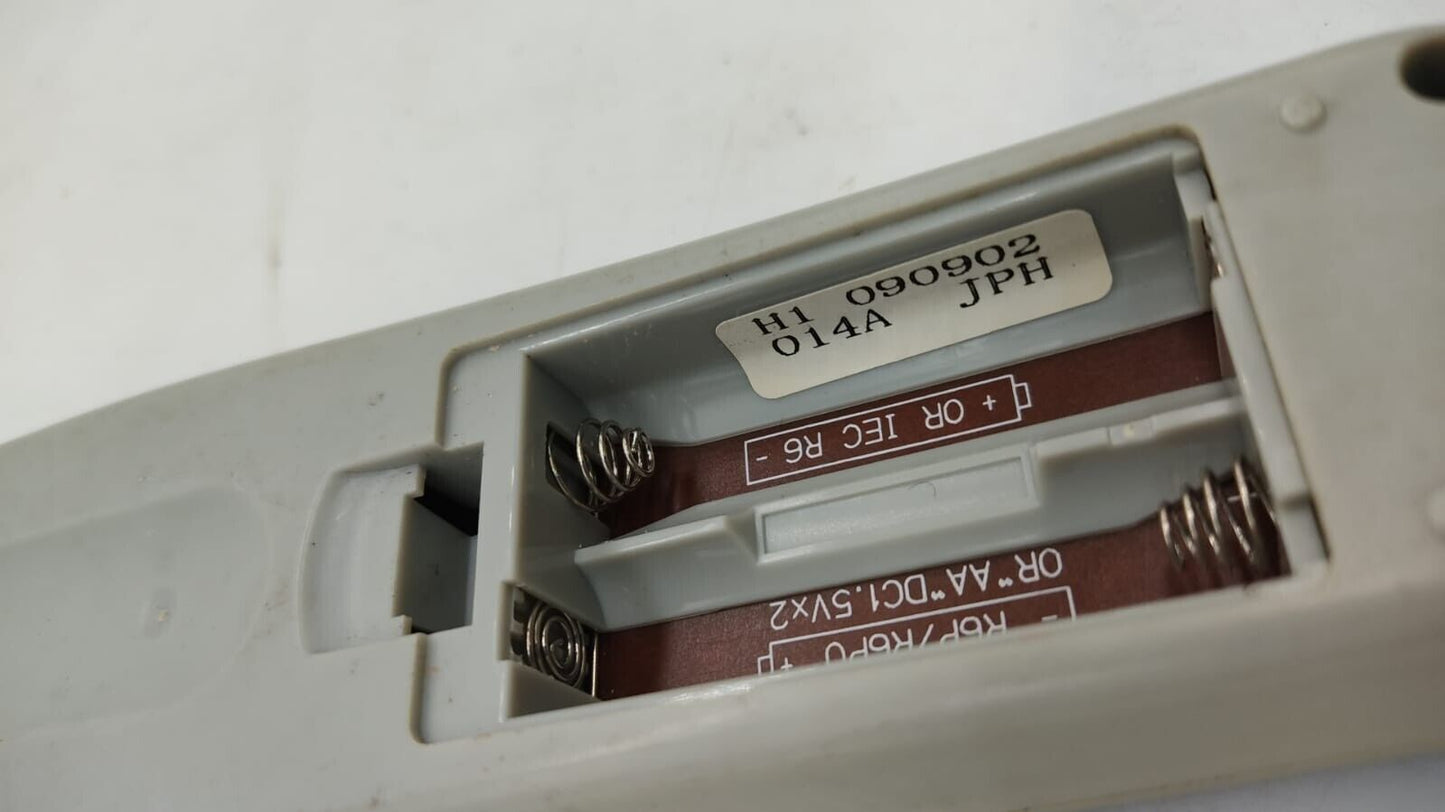 H1 090902
014A JPH
- R6P/R6PU +
OR"AA"DC1.5Vx2
+ OR IEC R6 -